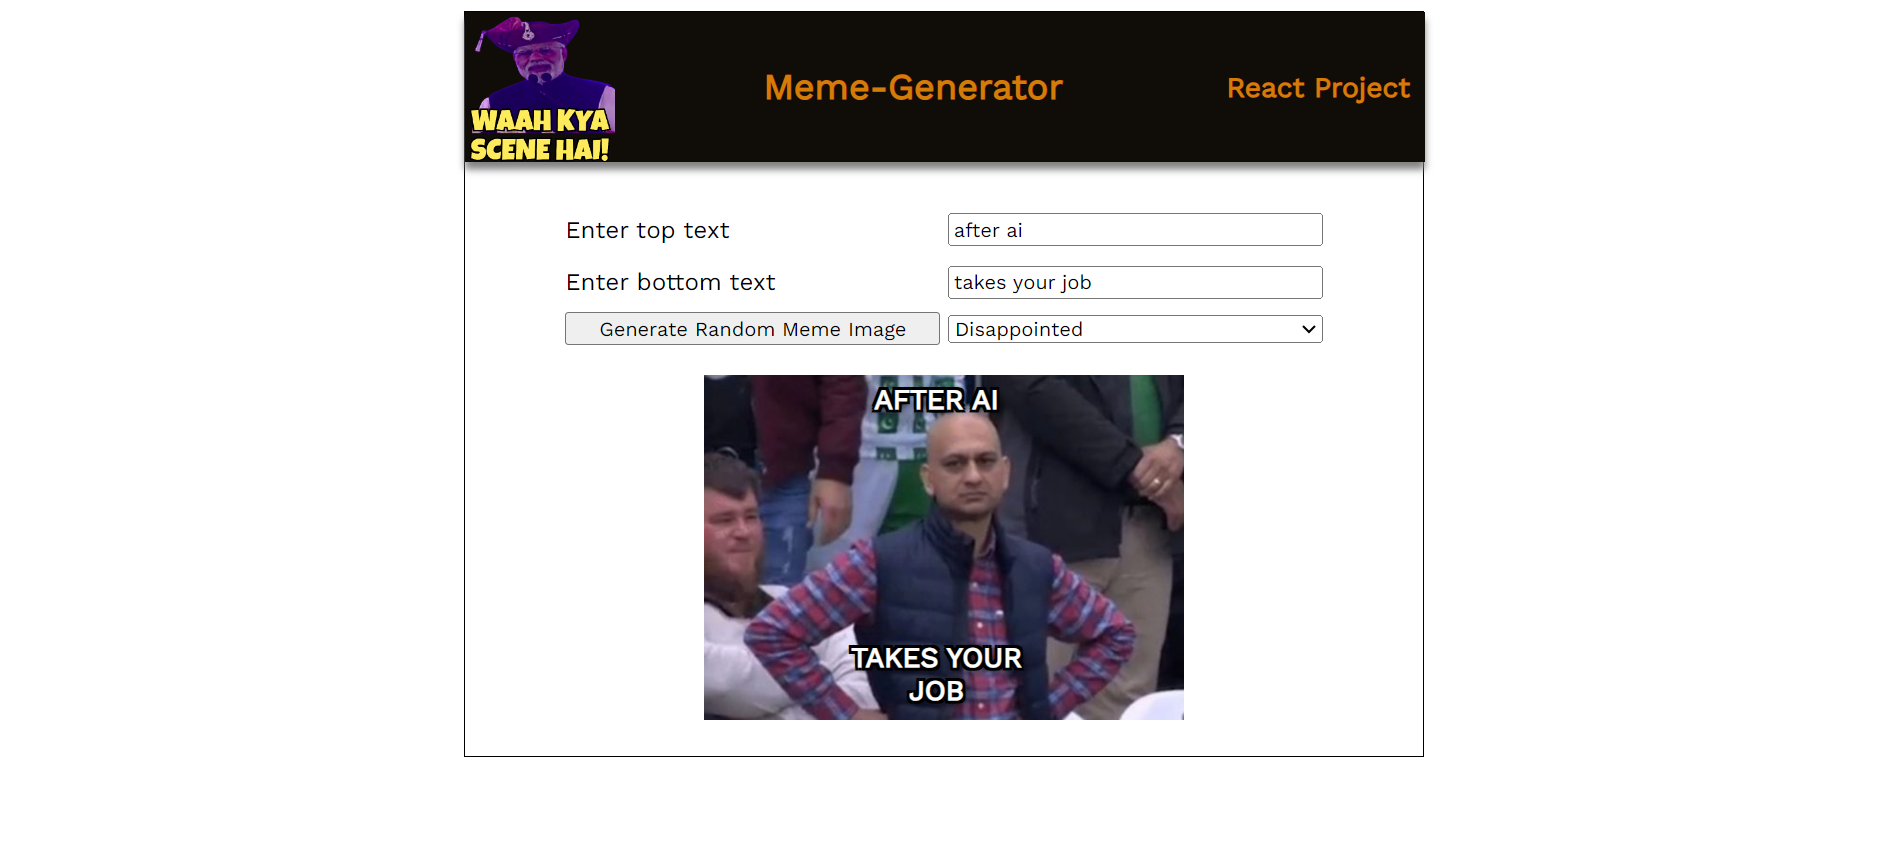 WAAH KYA
SCENE HAI!
Meme-Generator
React Project
Enter top text
after ai
Enter bottom text
takes your job
Generate Random Meme Image
Disappointed
AFTER AI
TAKES YOUR
JOB